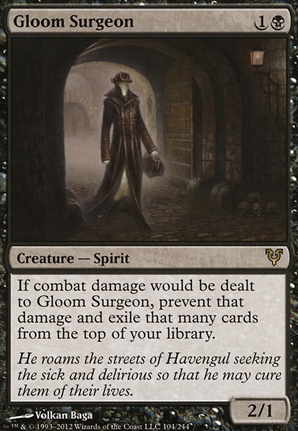 Gloom Surgeon 1
Creature — Spirit
If combat damage would be dealt
to Gloom Surgeon, prevent that
damage and exile that many cards
from the top of your library.
He roams the streets of Havengul seeking
the sick and delirious so that he may cure
them of their lives.
2/1
Volkan Baga
™ & © 1993–2012 Wizards of the Coast LLC 104/244